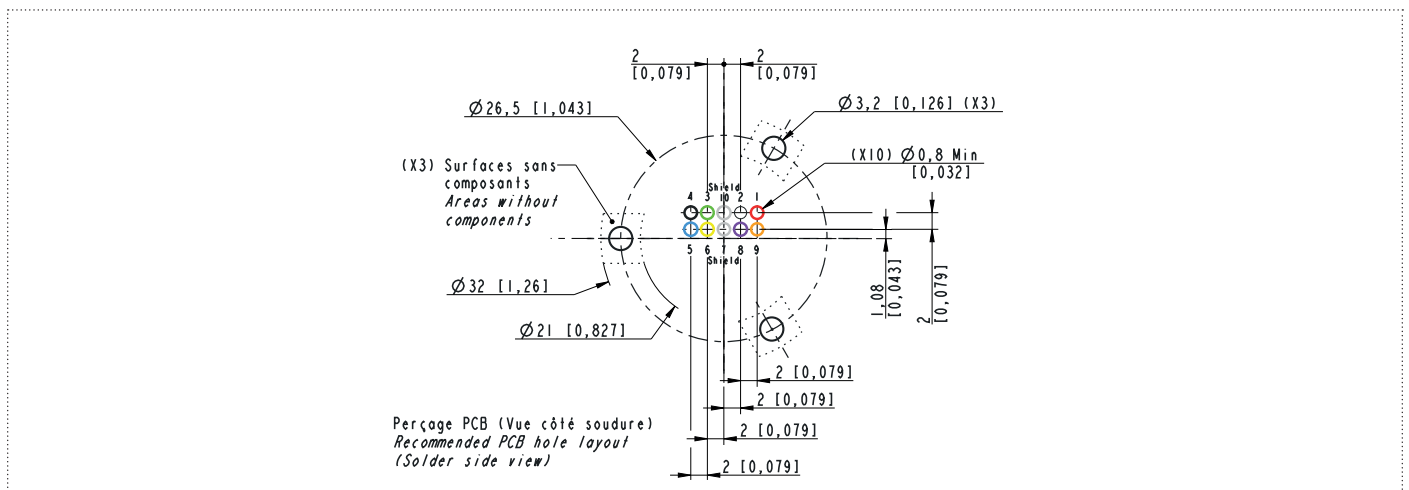 2
[0,079]
2
[0,079]
Ø26,5 [1,043]
Ø3,2 [0,126] (X3)
(X3) Surfaces sans
composants
Areas without
components
(X10) Ø0,8 Min
[0,032]
Shield
4 3 10 2 1
5 6 7 8 9
Shield
Ø32 [1,26]
Ø21 [0,827]
1,08
[0,043]
2
[0,079]
2 [0,079]
2 [0,079]
2 [0,079]
2 [0,079]
Perçage PCB (Vue côté soudure)
Recommended PCB hole layout
(Solder side view)